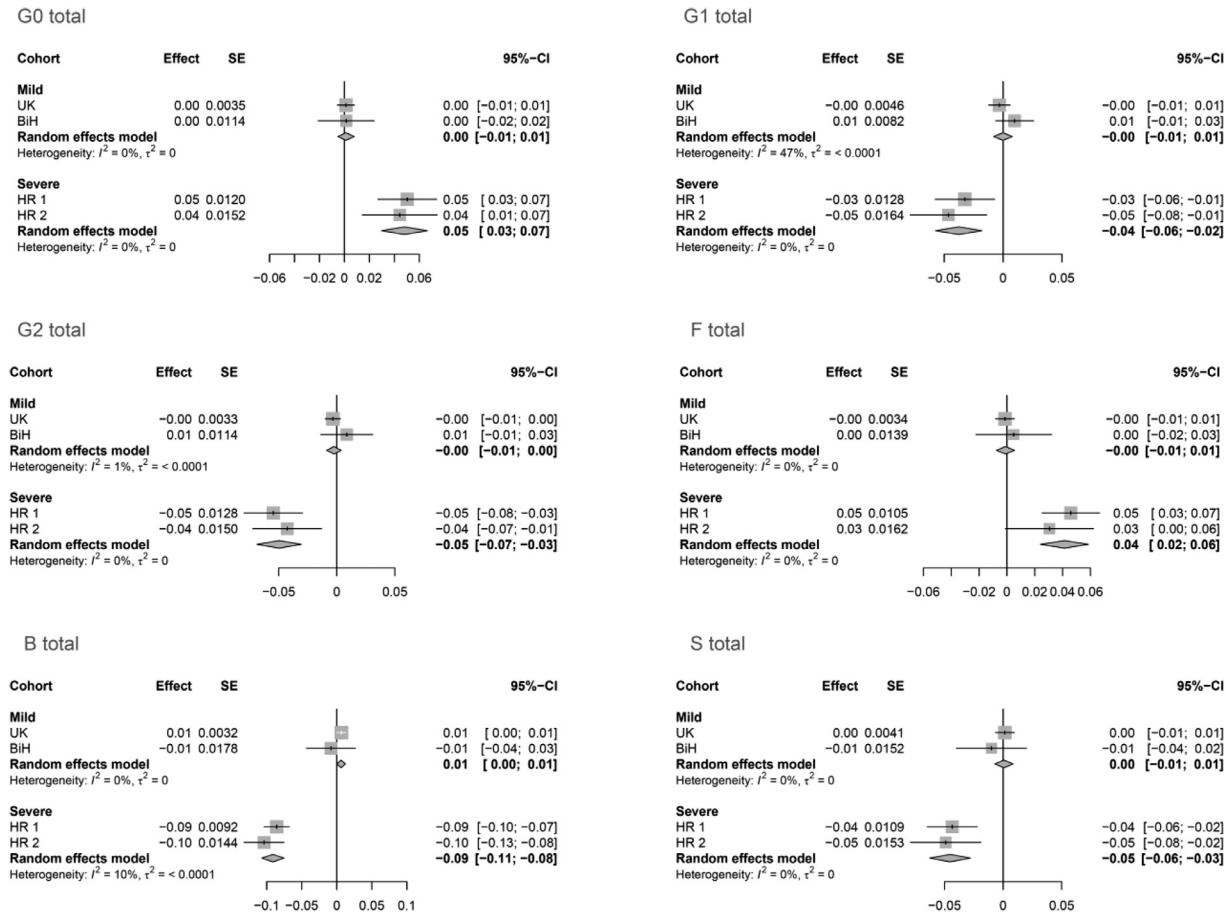 G0 total
Cohort Effect SE 95%−CI
Mild
UK 0.00 0.0035 0.00 [−0.01; 0.01]
BiH 0.00 0.0114 0.00 [−0.02; 0.02]
Random effects model 0.00 [−0.01; 0.01]
Heterogeneity: I² = 0%, τ² = 0
Severe
HR 1 0.05 0.0120 0.05 [ 0.03; 0.07]
HR 2 0.04 0.0152 0.04 [ 0.01; 0.07]
Random effects model 0.05 [ 0.03; 0.07]
Heterogeneity: I² = 0%, τ² = 0
−0.06 −0.02 0 0.02 0.06
G1 total
Cohort Effect SE 95%−CI
Mild
UK −0.00 0.0046 −0.00 [−0.01; 0.01]
BiH 0.01 0.0082 0.01 [−0.01; 0.03]
Random effects model −0.00 [−0.01; 0.01]
Heterogeneity: I² = 47%, τ² = < 0.0001
Severe
HR 1 −0.03 0.0128 −0.03 [−0.06; −0.01]
HR 2 −0.05 0.0164 −0.05 [−0.08; −0.01]
Random effects model −0.04 [−0.06; −0.02]
Heterogeneity: I² = 0%, τ² = 0
−0.05 0 0.05
G2 total
Cohort Effect SE 95%−CI
Mild
UK −0.00 0.0033 −0.00 [−0.01; 0.00]
BiH 0.01 0.0114 0.01 [−0.01; 0.03]
Random effects model −0.00 [−0.01; 0.00]
Heterogeneity: I² = 1%, τ² = < 0.0001
Severe
HR 1 −0.05 0.0128 −0.05 [−0.08; −0.03]
HR 2 −0.04 0.0150 −0.04 [−0.07; −0.01]
Random effects model −0.05 [−0.07; −0.03]
Heterogeneity: I² = 0%, τ² = 0
−0.05 0 0.05
F total
Cohort Effect SE 95%−CI
Mild
UK −0.00 0.0034 −0.00 [−0.01; 0.01]
BiH 0.00 0.0139 0.00 [−0.02; 0.03]
Random effects model −0.00 [−0.01; 0.01]
Heterogeneity: I² = 0%, τ² = 0
Severe
HR 1 0.05 0.0105 0.05 [ 0.03; 0.07]
HR 2 0.03 0.0162 0.03 [ 0.00; 0.06]
Random effects model 0.04 [ 0.02; 0.06]
Heterogeneity: I² = 0%, τ² = 0
−0.06 −0.02 0 0.02 0.04 0.06
B total
Cohort Effect SE 95%−CI
Mild
UK 0.01 0.0032 0.01 [ 0.00; 0.01]
BiH −0.01 0.0178 −0.01 [−0.04; 0.03]
Random effects model 0.01 [ 0.00; 0.01]
Heterogeneity: I² = 0%, τ² = 0
Severe
HR 1 −0.09 0.0092 −0.09 [−0.10; −0.07]
HR 2 −0.10 0.0144 −0.10 [−0.13; −0.08]
Random effects model −0.09 [−0.11; −0.08]
Heterogeneity: I² = 10%, τ² = < 0.0001
−0.1 −0.05 0 0.05 0.1
S total
Cohort Effect SE 95%−CI
Mild
UK 0.00 0.0041 0.00 [−0.01; 0.01]
BiH −0.01 0.0152 −0.01 [−0.04; 0.02]
Random effects model 0.00 [−0.01; 0.01]
Heterogeneity: I² = 0%, τ² = 0
Severe
HR 1 −0.04 0.0109 −0.04 [−0.06; −0.02]
HR 2 −0.05 0.0153 −0.05 [−0.08; −0.02]
Random effects model −0.05 [−0.06; −0.03]
Heterogeneity: I² = 0%, τ² = 0
−0.05 0 0.05